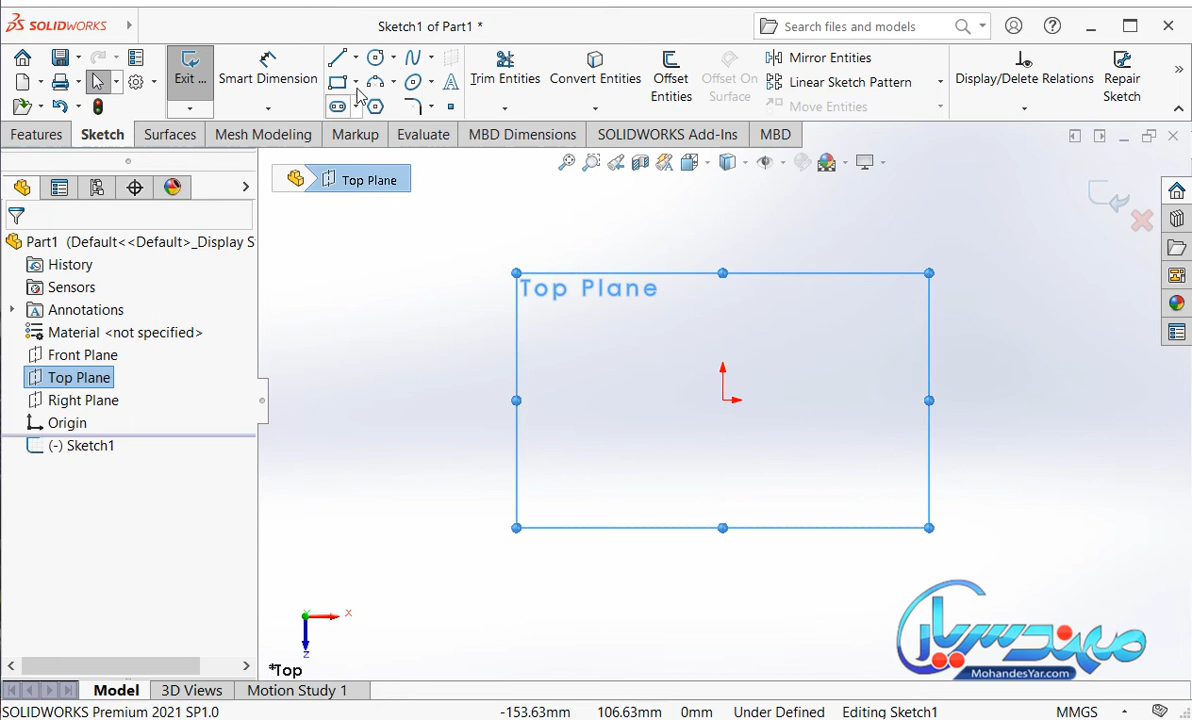 SOLIDWORKS
Sketch1 of Part1 *
Search files and models
Exit ...
Smart Dimension
Trim Entities
Convert Entities
Offset
Entities
Offset On
Surface
Mirror Entities
Linear Sketch Pattern
Move Entities
Display/Delete Relations
Repair
Sketch
Features
Sketch
Surfaces
Mesh Modeling
Markup
Evaluate
MBD Dimensions
SOLIDWORKS Add-Ins
MBD
Top Plane
Part1 (Default<<Default>_Display S
History
Sensors
Annotations
Material <not specified>
Front Plane
Top Plane
Right Plane
Origin
(-) Sketch1
Top Plane
X
Y
Z
*Top
مهندسیار
MohandesYar.com
Model
3D Views
Motion Study 1
SOLIDWORKS Premium 2021 SP1.0
-153.63mm
106.63mm
0mm
Under Defined
Editing Sketch1
MMGS